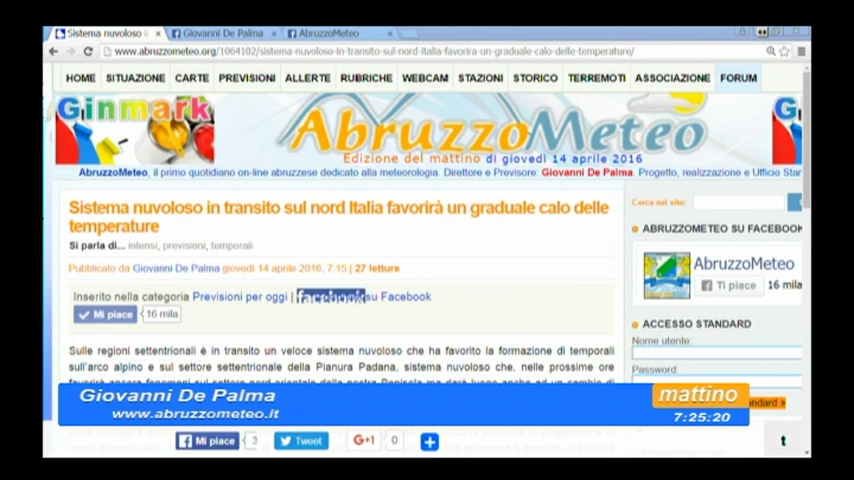 Sistema nuvoloso i
Giovanni De Palma
AbruzzoMeteo
www.abruzzometeo.org/1064102/sistema-nuvoloso-in-transito-sul-nord-italia-favorira-un-graduale-calo-delle-temperature/
HOME SITUAZIONE CARTE PREVISIONI ALLERTE RUBRICHE WEBCAM STAZIONI STORICO TERREMOTI ASSOCIAZIONE FORUM
Ginmark
AbruzzoMeteo
Edizione del mattino di giovedì 14 aprile 2016
AbruzzoMeteo, il primo quotidiano on-line abruzzese dedicato alla meteorologia. Direttore e Previsore: Giovanni De Palma. Progetto, realizzazione e Ufficio Star
Sistema nuvoloso in transito sul nord Italia favorirà un graduale calo delle
temperature
Si parla di... intensi, previsioni, temporali
Pubblicato da Giovanni De Palma giovedì 14 aprile 2016, 7:15 | 27 letture
Inserito nella categoria Previsioni per oggi | facebook su Facebook
Mi piace 16 mila
Sulle regioni settentrionali è in transito un veloce sistema nuvoloso che ha favorito la formazione di temporali
sull'arco alpino e sul settore settentrionale della Pianura Padana, sistema nuvoloso che, nelle prossime ore
Cerca nel sito:
ABRUZZOMETEO SU FACEBOOK
AbruzzoMeteo
Ti piace 16 mila
ACCESSO STANDARD
Nome utente:
Password:
andard »
Giovanni De Palma
www.abruzzometeo.it
mattino
7:25:20
Mi piace 3 Tweet G+1 0 +
t